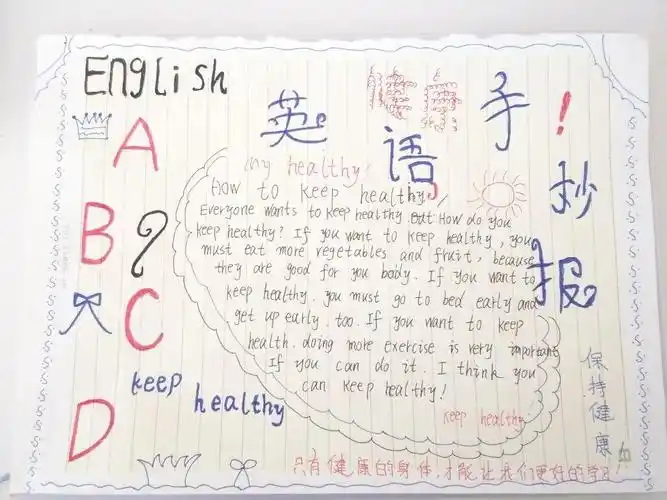 English
英语手抄报
!
A
B
C
D
my healthy!
How to keep healthy!
Everyone wants to keep healthy. But How do you
keep healthy? If you want to keep healthy, you
must eat more vegetables and fruit, because
they are good for you body. If you want to
keep healthy. you must go to bed early and
get up early. too. If you want to keep
health. doing more exercise is very important
If you can do it. I think you
can keep healthy!
keep healthy
keep
healthy
保持健康
只有健康的身体,才能让我们更好的学习!